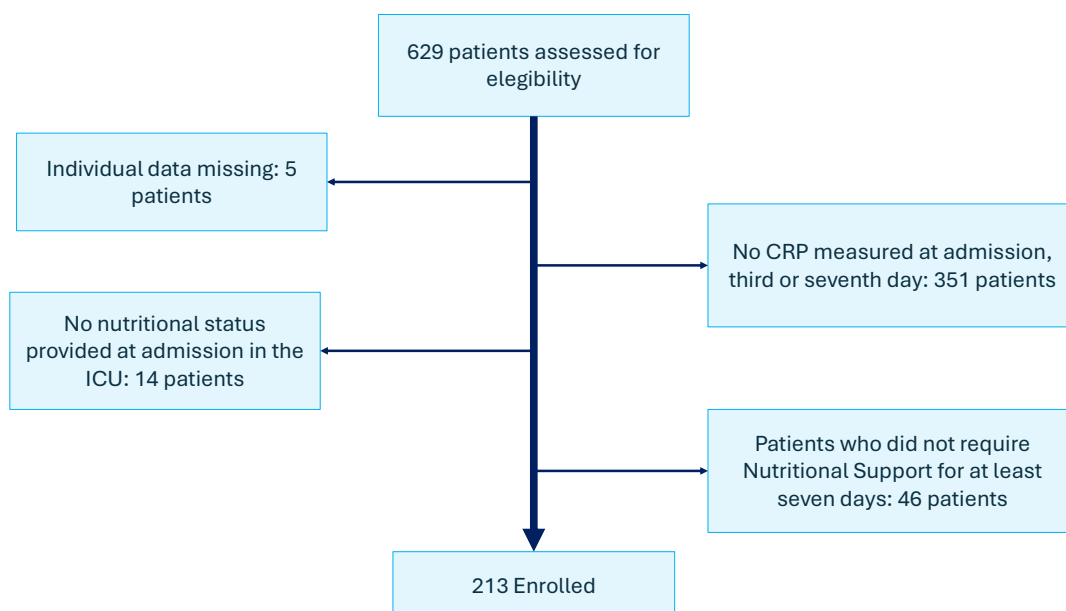 629 patients assessed for
elegibility
Individual data missing: 5
patients
No CRP measured at admission,
third or seventh day: 351 patients
No nutritional status
provided at admission in the
ICU: 14 patients
Patients who did not require
Nutritional Support for at least
seven days: 46 patients
213 Enrolled